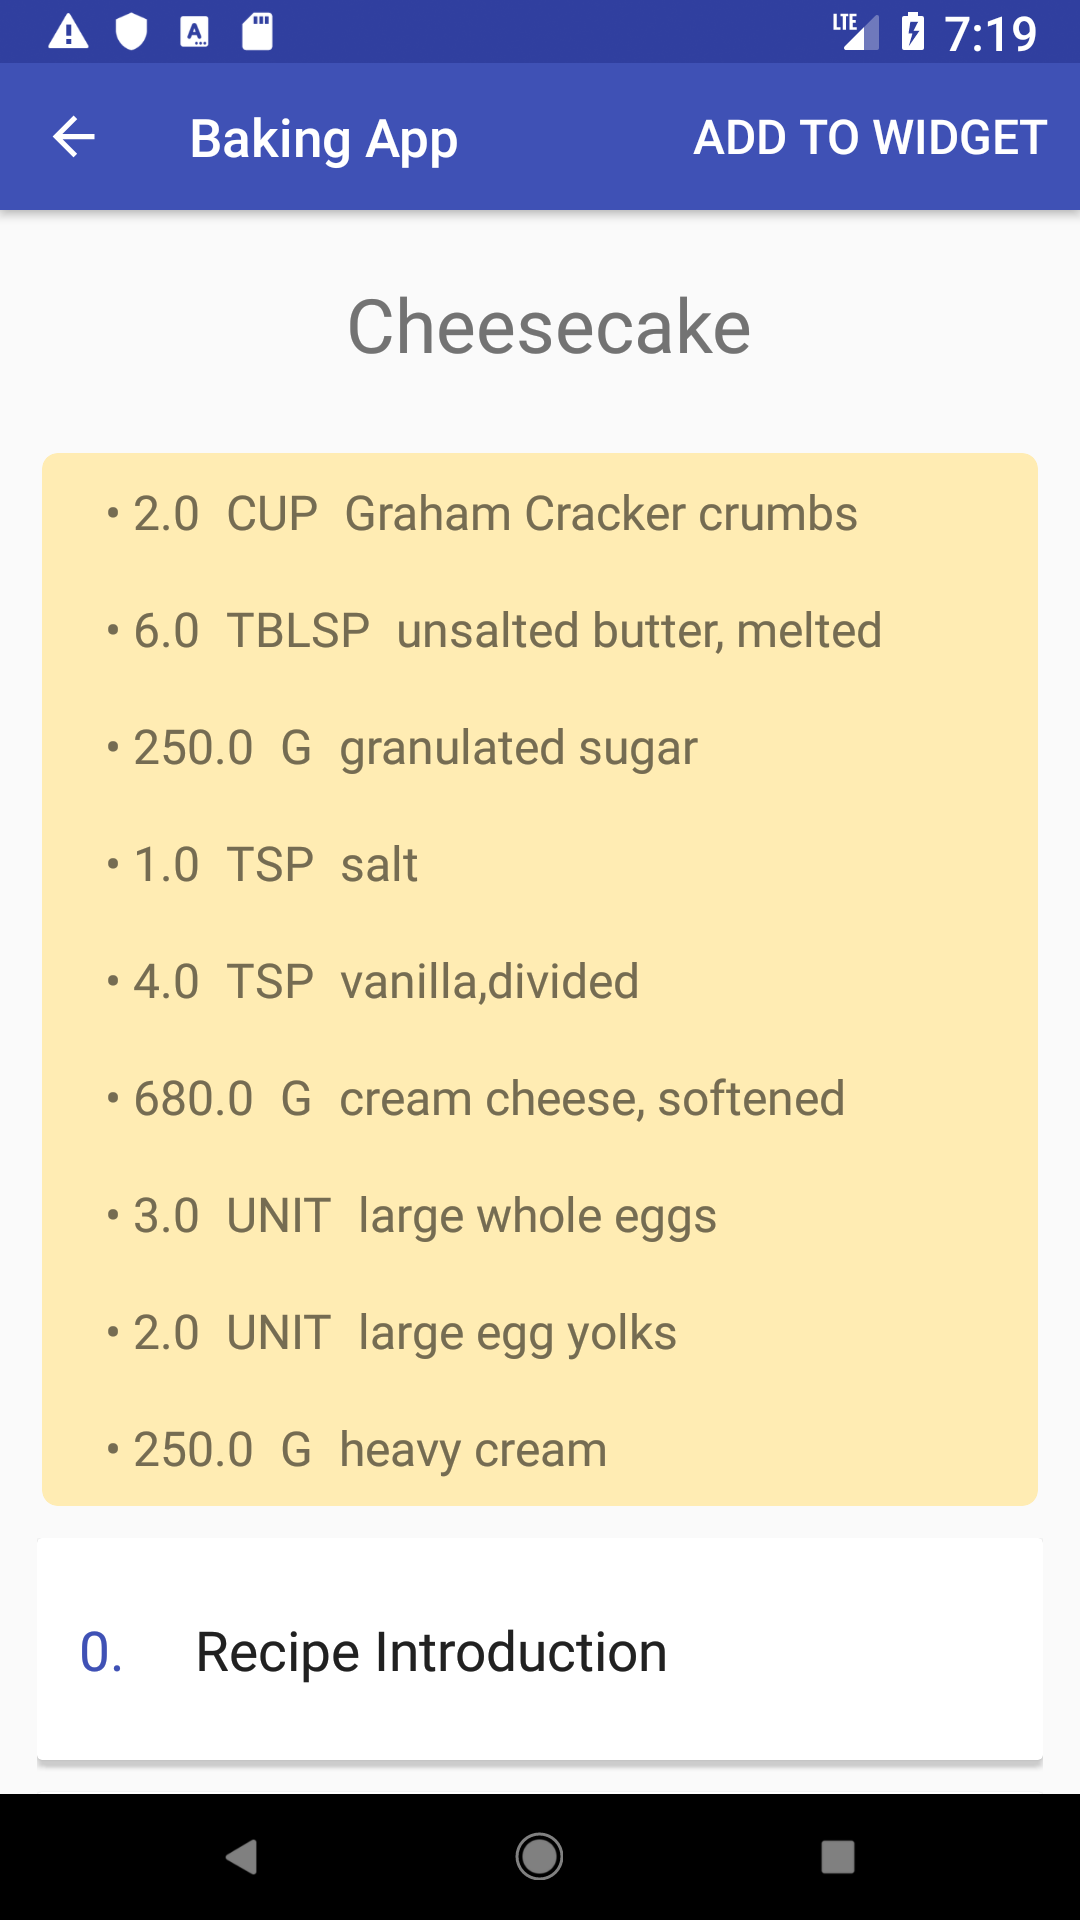 LTE 7:19
Baking App ADD TO WIDGET
Cheesecake
• 2.0 CUP Graham Cracker crumbs
• 6.0 TBLSP unsalted butter, melted
• 250.0 G granulated sugar
• 1.0 TSP salt
• 4.0 TSP vanilla,divided
• 680.0 G cream cheese, softened
• 3.0 UNIT large whole eggs
• 2.0 UNIT large egg yolks
• 250.0 G heavy cream
0. Recipe Introduction